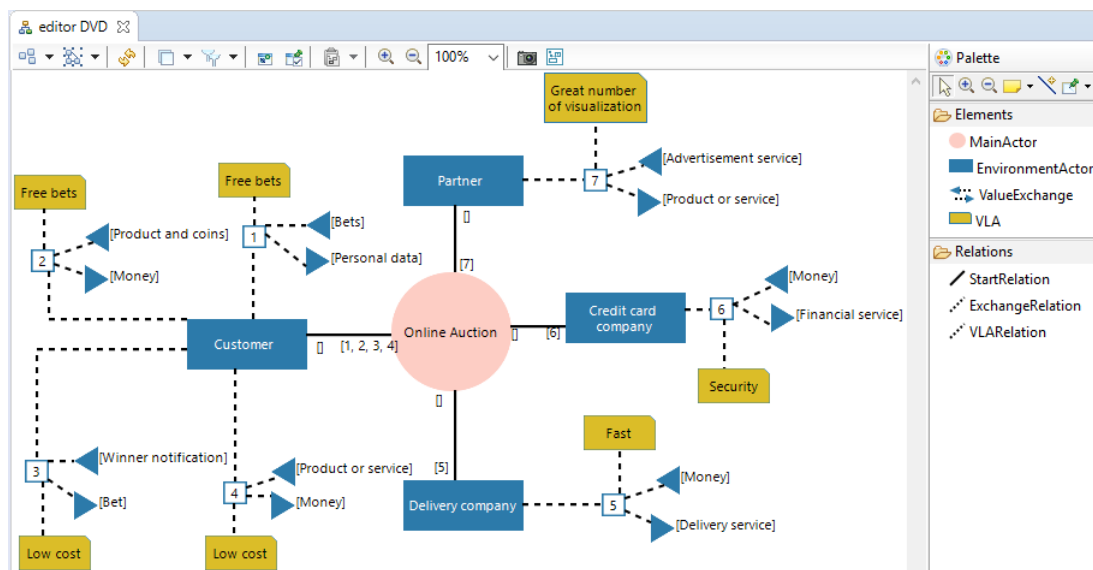 editor DVD
100%
Palette
Elements
MainActor
EnvironmentActor
ValueExchange
VLA
Relations
StartRelation
ExchangeRelation
VLARelation
Great number
of visualization
Partner
7
[Advertisement service]
[Product or service]
[]
[7]
Free bets
Free bets
2
[Product and coins]
[Money]
1
[Bets]
[Personal data]
Customer
[]
[1, 2, 3, 4]
Online Auction
[]
[6]
Credit card
company
6
[Money]
[Financial service]
Security
[]
[5]
Fast
Delivery company
5
[Money]
[Delivery service]
3
[Winner notification]
[Bet]
Low cost
4
[Product or service]
[Money]
Low cost